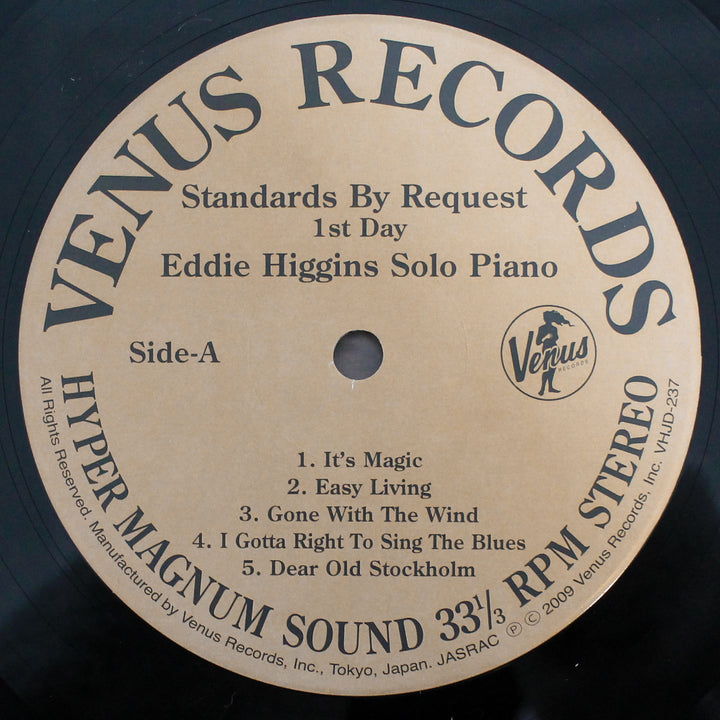 VENUS RECORDS
Standards By Request
1st Day
Eddie Higgins Solo Piano
Side-A
Venus
RECORDS
1. It's Magic
2. Easy Living
3. Gone With The Wind
4. I Gotta Right To Sing The Blues
5. Dear Old Stockholm
HYPER MAGNUM SOUND 33 1/3 RPM STEREO
All Rights Reserved. Manufactured by Venus Records, Inc., Tokyo, Japan. JASRAC Ⓟ © 2009 Venus Records, Inc. VHJD-237